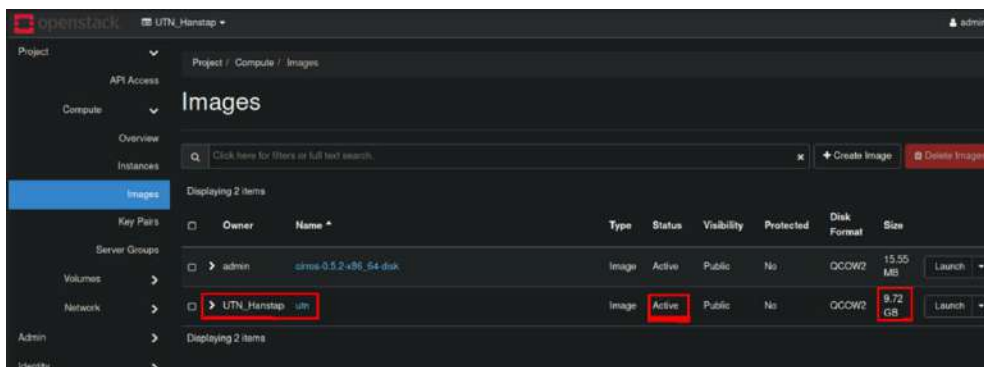 openstack. UTN_Hanstap admin
Project
Project / Compute / Images
API Access
Images
Compute
Overview
Click here for filters or full text search. × + Create Image Delete Images
Instances
Images
Displaying 2 items
Key Pairs
Owner Name Type Status Visibility Protected Disk Format Size
Server Groups
> admin cirros-0.5.2-x86_64-disk Image Active Public No QCOW2 15.55 MB Launch
Volumes >
> UTN_Hanstap utn Image Active Public No QCOW2 9.72 GB Launch
Network >
Admin >
Displaying 2 items
Identity